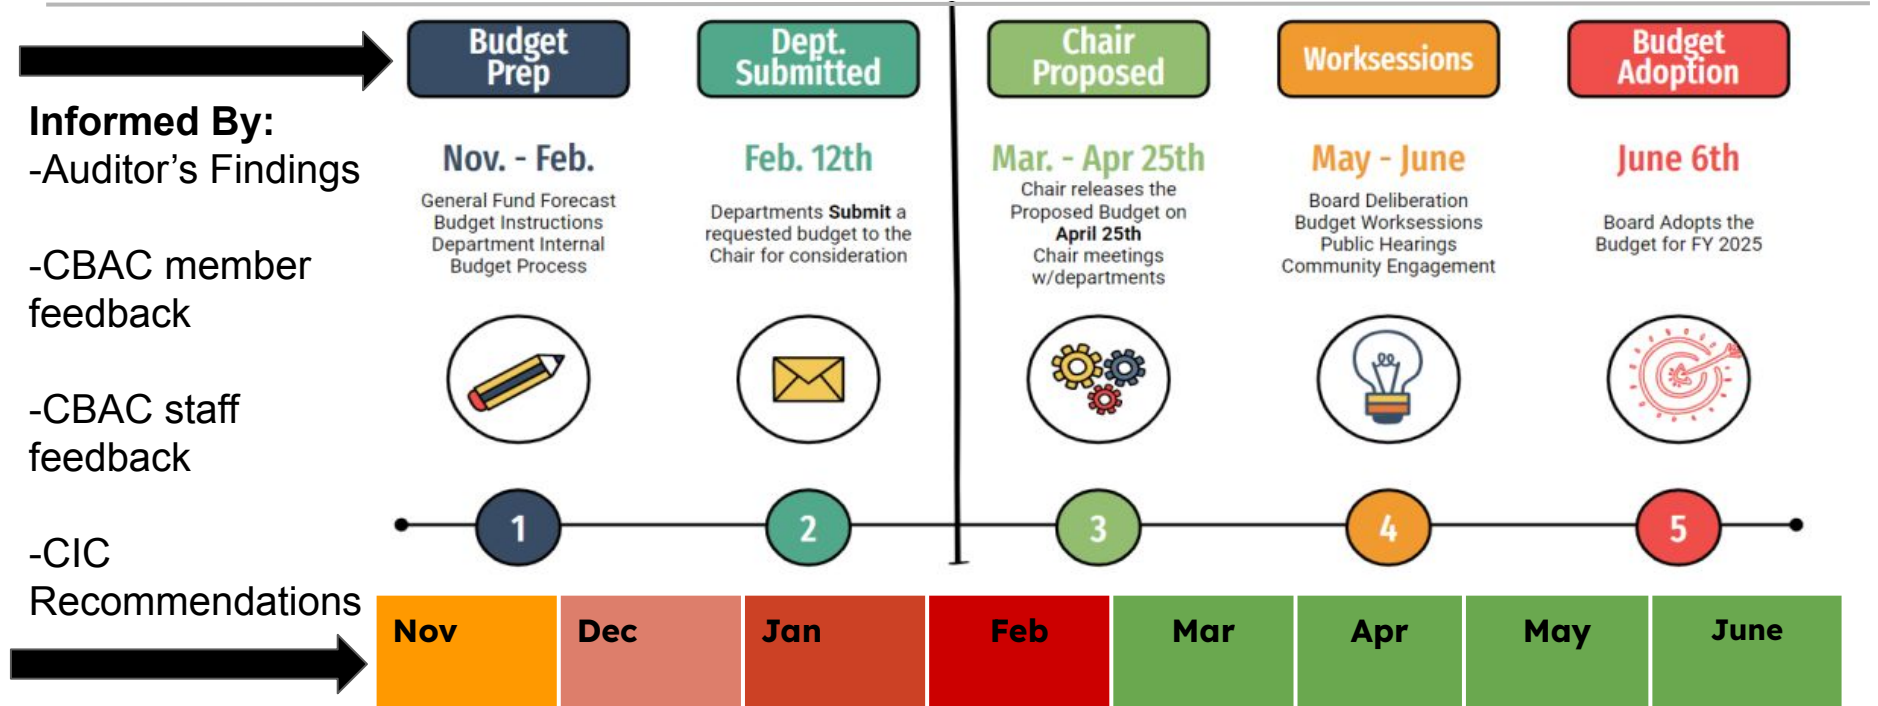 Budget
Prep
Dept.
Submitted
Chair
Proposed
Worksessions
Budget
Adoption
Informed By:
-Auditor’s Findings
-CBAC member
feedback
-CBAC staff
feedback
-CIC
Recommendations
Nov. - Feb.
General Fund Forecast
Budget Instructions
Department Internal
Budget Process
Feb. 12th
Departments Submit a
requested budget to the
Chair for consideration
Mar. - Apr 25th
Chair releases the
Proposed Budget on
April 25th
Chair meetings
w/departments
May - June
Board Deliberation
Budget Worksessions
Public Hearings
Community Engagement
June 6th
Board Adopts the
Budget for FY 2025
1
2
3
4
5
Nov
Dec
Jan
Feb
Mar
Apr
May
June